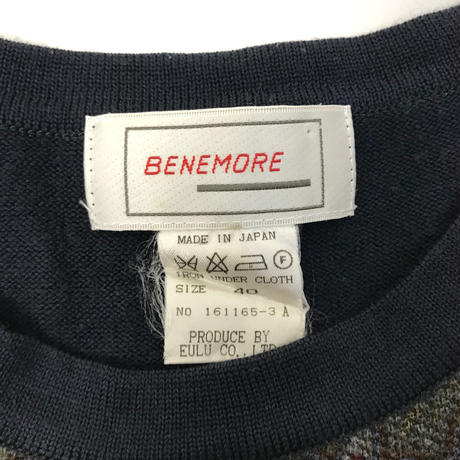 BENEMORE
MADE IN JAPAN
F
IRON UNDER CLOTH
SIZE 40
NO 161165-3 A
PRODUCE BY
EULU CO., LTD